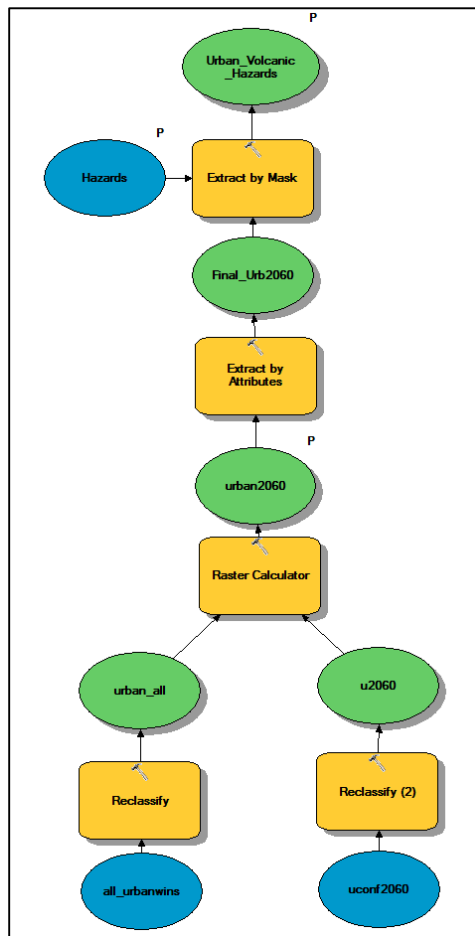 P
Urban_Volcanic
_Hazards
P
Hazards
Extract by Mask
Final_Urb2060
Extract by
Attributes
P
urban2060
Raster Calculator
urban_all
u2060
Reclassify
Reclassify (2)
all_urbanwins
uconf2060